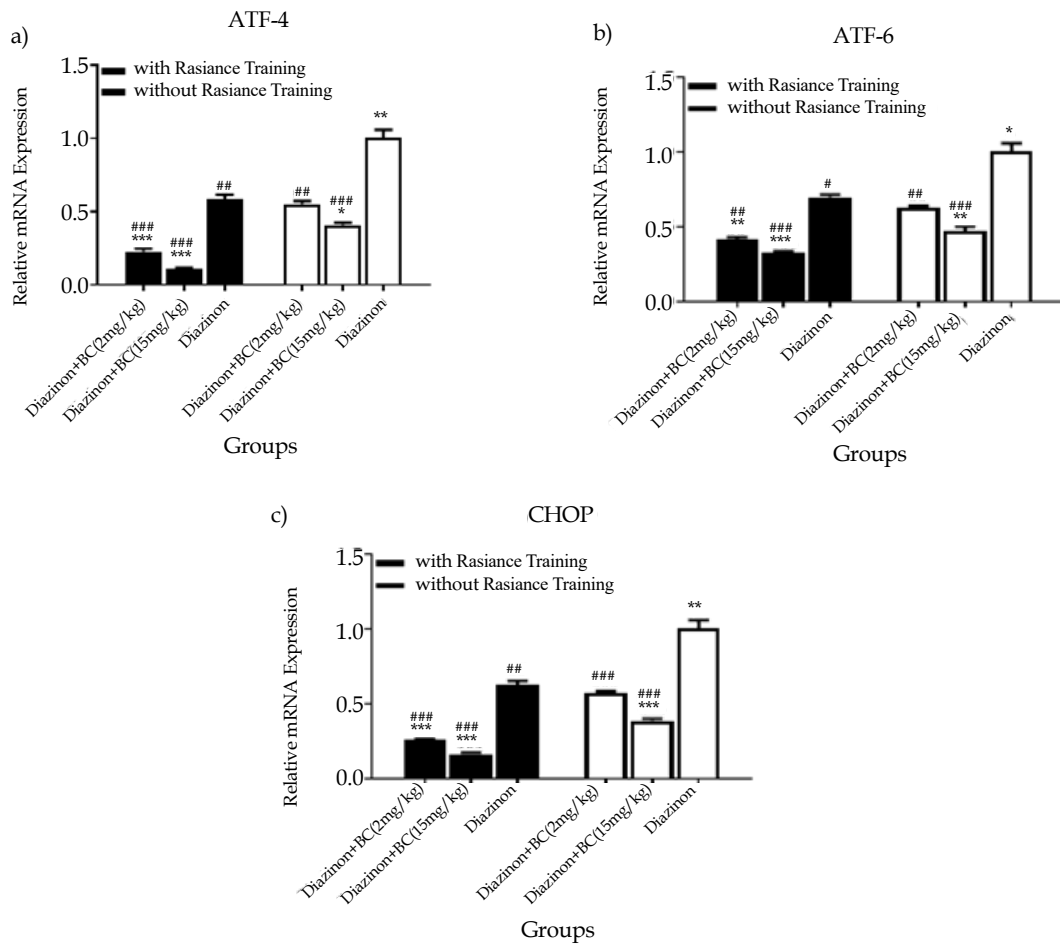 a)
ATF-4
1.5
1.0
0.5
0.0
Relative mRNA Expression
with Rasiance Training
without Rasiance Training
###
***
###
***
##
##
###
*
**
Diazinon+BC(2mg/kg)
Diazinon+BC(15mg/kg)
Diazinon
Diazinon+BC(2mg/kg)
Diazinon+BC(15mg/kg)
Diazinon
Groups
b)
ATF-6
1.5
1.0
0.5
0.0
Relative mRNA Expression
with Rasiance Training
without Rasiance Training
##
**
###
***
#
##
###
**
*
Diazinon+BC(2mg/kg)
Diazinon+BC(15mg/kg)
Diazinon
Diazinon+BC(2mg/kg)
Diazinon+BC(15mg/kg)
Diazinon
Groups
c)
CHOP
1.5
1.0
0.5
0.0
Relative mRNA Expression
with Rasiance Training
without Rasiance Training
###
***
###
***
##
###
###
***
**
Diazinon+BC(2mg/kg)
Diazinon+BC(15mg/kg)
Diazinon
Diazinon+BC(2mg/kg)
Diazinon+BC(15mg/kg)
Diazinon
Groups